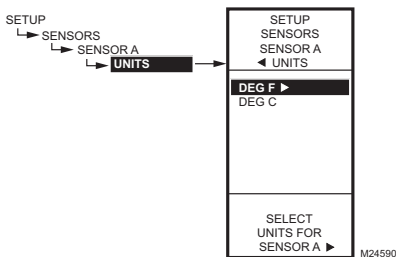 SETUP
SENSORS
SENSOR A
UNITS
SETUP
SENSORS
SENSOR A
◄ UNITS
DEG F ►
DEG C
SELECT
UNITS FOR
SENSOR A ►
M24590